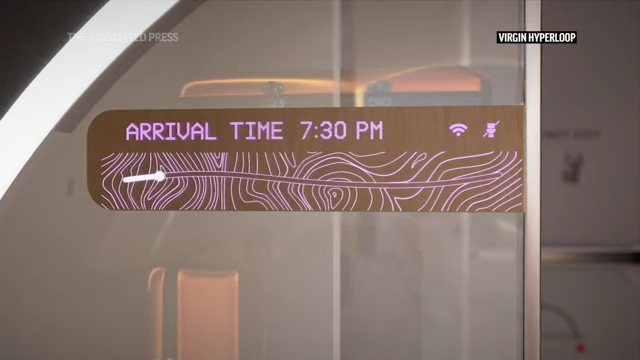 THE ASSOCIATED PRESS
VIRGIN HYPERLOOP
ARRIVAL TIME 7:30 PM